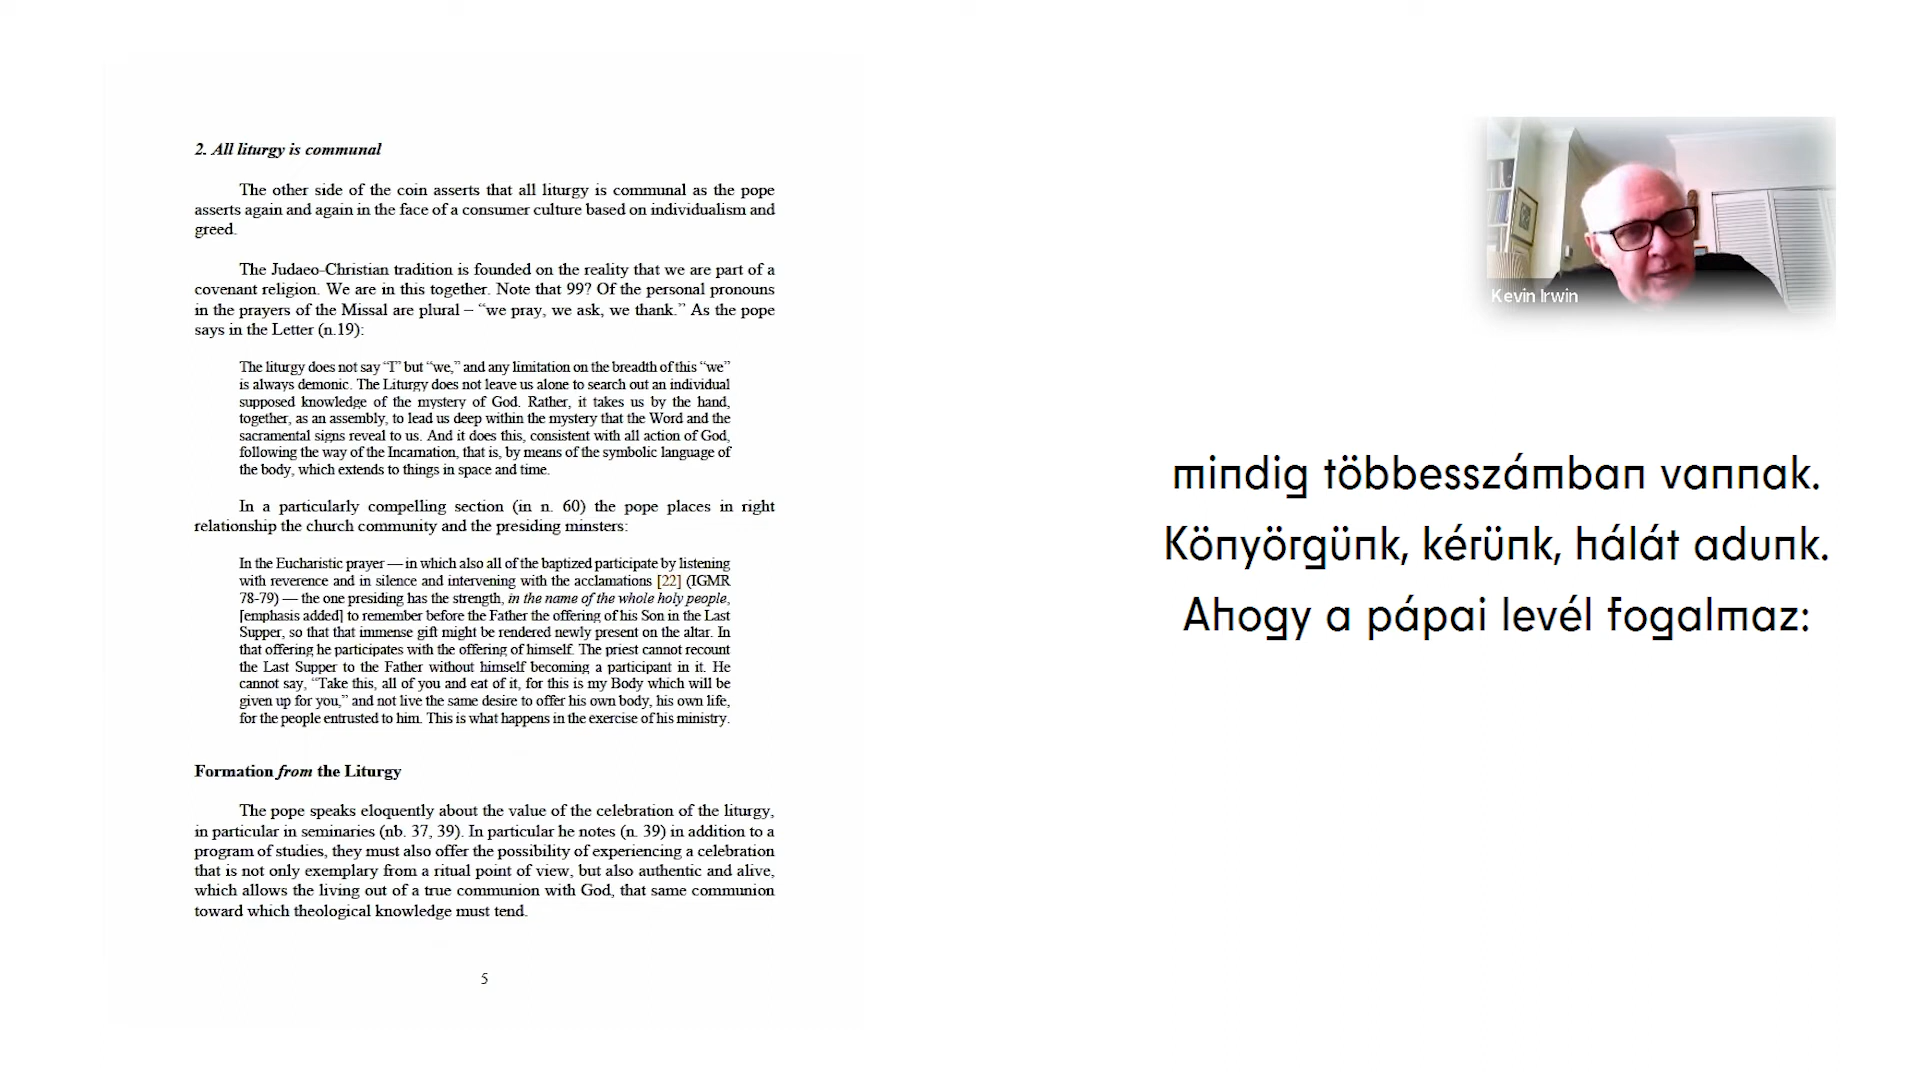 2. All liturgy is communal
The other side of the coin asserts that all liturgy is communal as the pope
asserts again and again in the face of a consumer culture based on individualism and
greed.
The Judaeo-Christian tradition is founded on the reality that we are part of a
covenant religion. We are in this together. Note that 99? Of the personal pronouns
in the prayers of the Missal are plural – “we pray, we ask, we thank.” As the pope
says in the Letter (n.19):
The liturgy does not say “I” but “we,” and any limitation on the breadth of this “we”
is always demonic. The Liturgy does not leave us alone to search out an individual
supposed knowledge of the mystery of God. Rather, it takes us by the hand,
together, as an assembly, to lead us deep within the mystery that the Word and the
sacramental signs reveal to us. And it does this, consistent with all action of God,
following the way of the Incarnation, that is, by means of the symbolic language of
the body, which extends to things in space and time.
In a particularly compelling section (in n. 60) the pope places in right
relationship the church community and the presiding minsters:
In the Eucharistic prayer — in which also all of the baptized participate by listening
with reverence and in silence and intervening with the acclamations [22] (IGMR
78-79) — the one presiding has the strength, in the name of the whole holy people,
[emphasis added] to remember before the Father the offering of his Son in the Last
Supper, so that that immense gift might be rendered newly present on the altar. In
that offering he participates with the offering of himself. The priest cannot recount
the Last Supper to the Father without himself becoming a participant in it. He
cannot say, “Take this, all of you and eat of it, for this is my Body which will be
given up for you,” and not live the same desire to offer his own body, his own life,
for the people entrusted to him. This is what happens in the exercise of his ministry.
Formation from the Liturgy
The pope speaks eloquently about the value of the celebration of the liturgy,
in particular in seminaries (nb. 37, 39). In particular he notes (n. 39) in addition to a
program of studies, they must also offer the possibility of experiencing a celebration
that is not only exemplary from a ritual point of view, but also authentic and alive,
which allows the living out of a true communion with God, that same communion
toward which theological knowledge must tend.
5
Kevin Irwin
mindig többesszámban vannak.
Könyörgünk, kérünk, hálát adunk.
Ahogy a pápai levél fogalmaz: